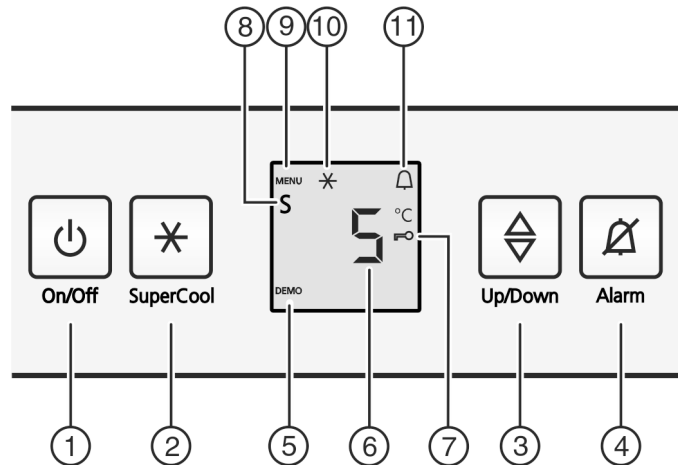 8 9 10 11
MENU
S
°C
5
DEMO
On/Off SuperCool Up/Down Alarm
1 2 5 6 7 3 4